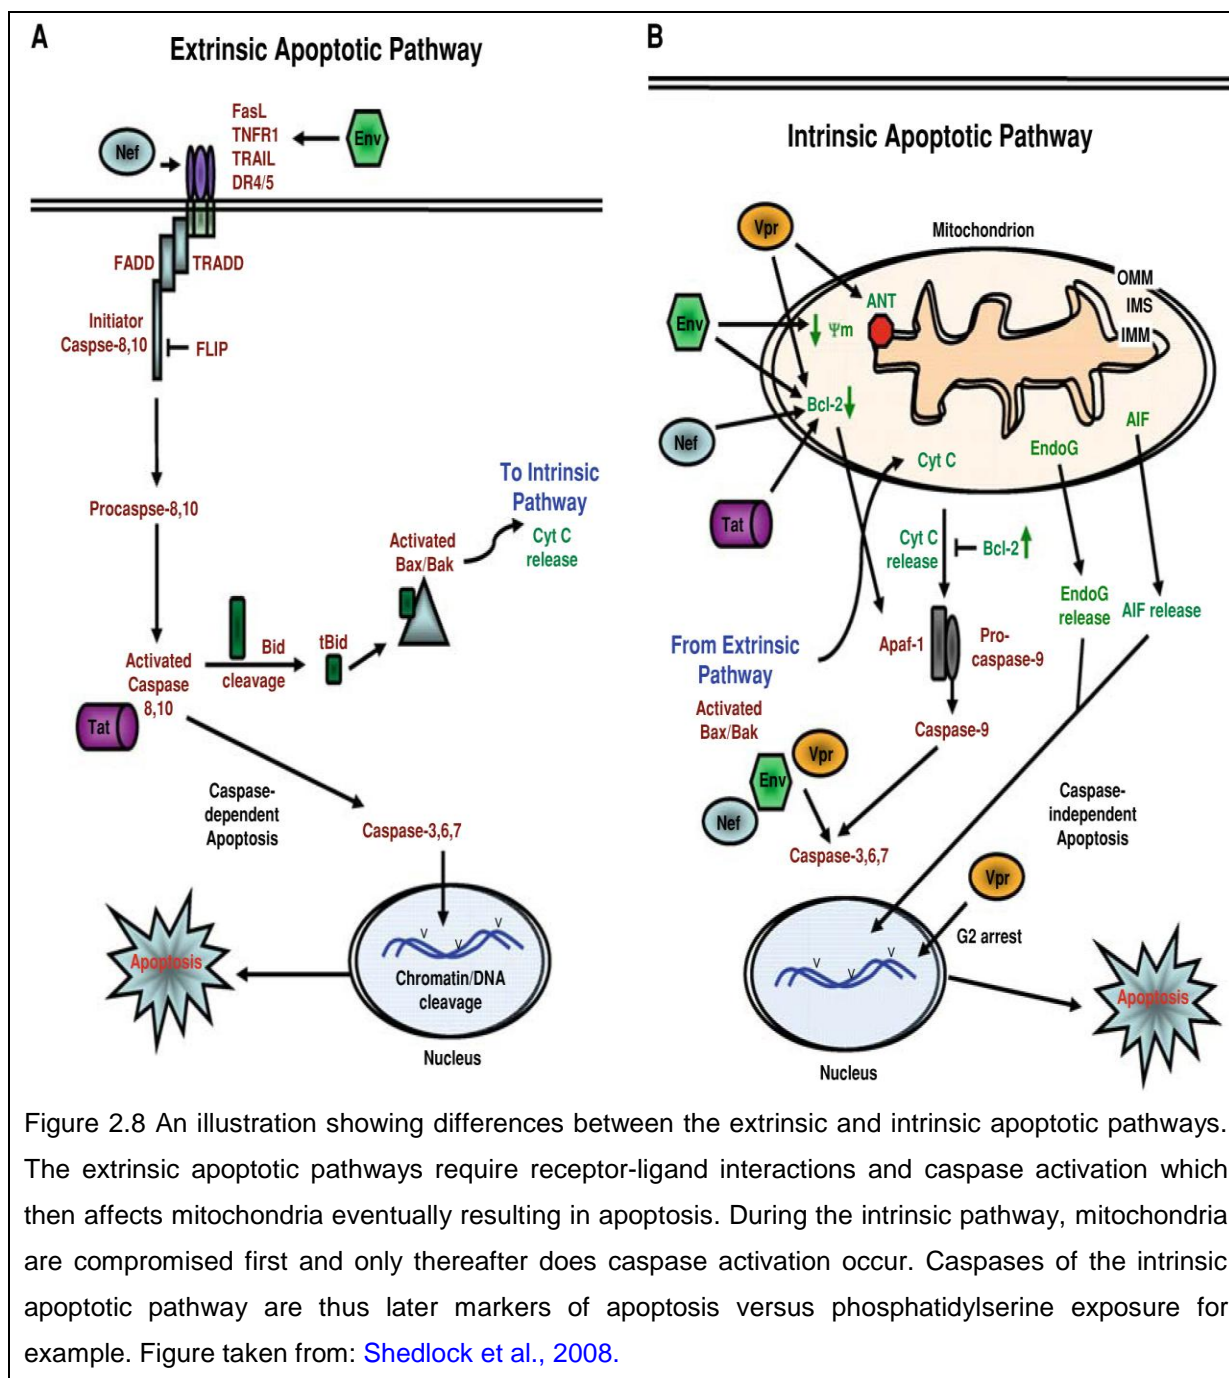 A
Extrinsic Apoptotic Pathway
Nef
FasL
TNFR1
TRAIL
DR4/5
Env
FADD
TRADD
Initiator
Caspse-8,10
FLIP
Procaspse-8,10
To Intrinsic
Pathway
Cyt C
release
Activated
Bax/Bak
Bid
cleavage
tBid
Activated
Caspase
8,10
Tat
Caspase-
dependent
Apoptosis
Caspase-3,6,7
Apoptosis
V
V
V
Chromatin/DNA
cleavage
Nucleus
B
Intrinsic Apoptotic Pathway
Vpr
Mitochondrion
OMM
IMS
IMM
ANT
Env
Ψm
Bcl-2
Nef
Cyt C
EndoG
AIF
Tat
Cyt C
release
Bcl-2
EndoG
release
AIF release
From Extrinsic
Pathway
Activated
Bax/Bak
Apaf-1
Pro-
caspase-9
Caspase-9
Vpr
Env
Nef
Caspase-3,6,7
Caspase-
independent
Apoptosis
Vpr
G2 arrest
V
V
V
Apoptosis
Nucleus
Figure 2.8 An illustration showing differences between the extrinsic and intrinsic apoptotic pathways.
The extrinsic apoptotic pathways require receptor-ligand interactions and caspase activation which
then affects mitochondria eventually resulting in apoptosis. During the intrinsic pathway, mitochondria
are compromised first and only thereafter does caspase activation occur. Caspases of the intrinsic
apoptotic pathway are thus later markers of apoptosis versus phosphatidylserine exposure for
example. Figure taken from: Shedlock et al., 2008.